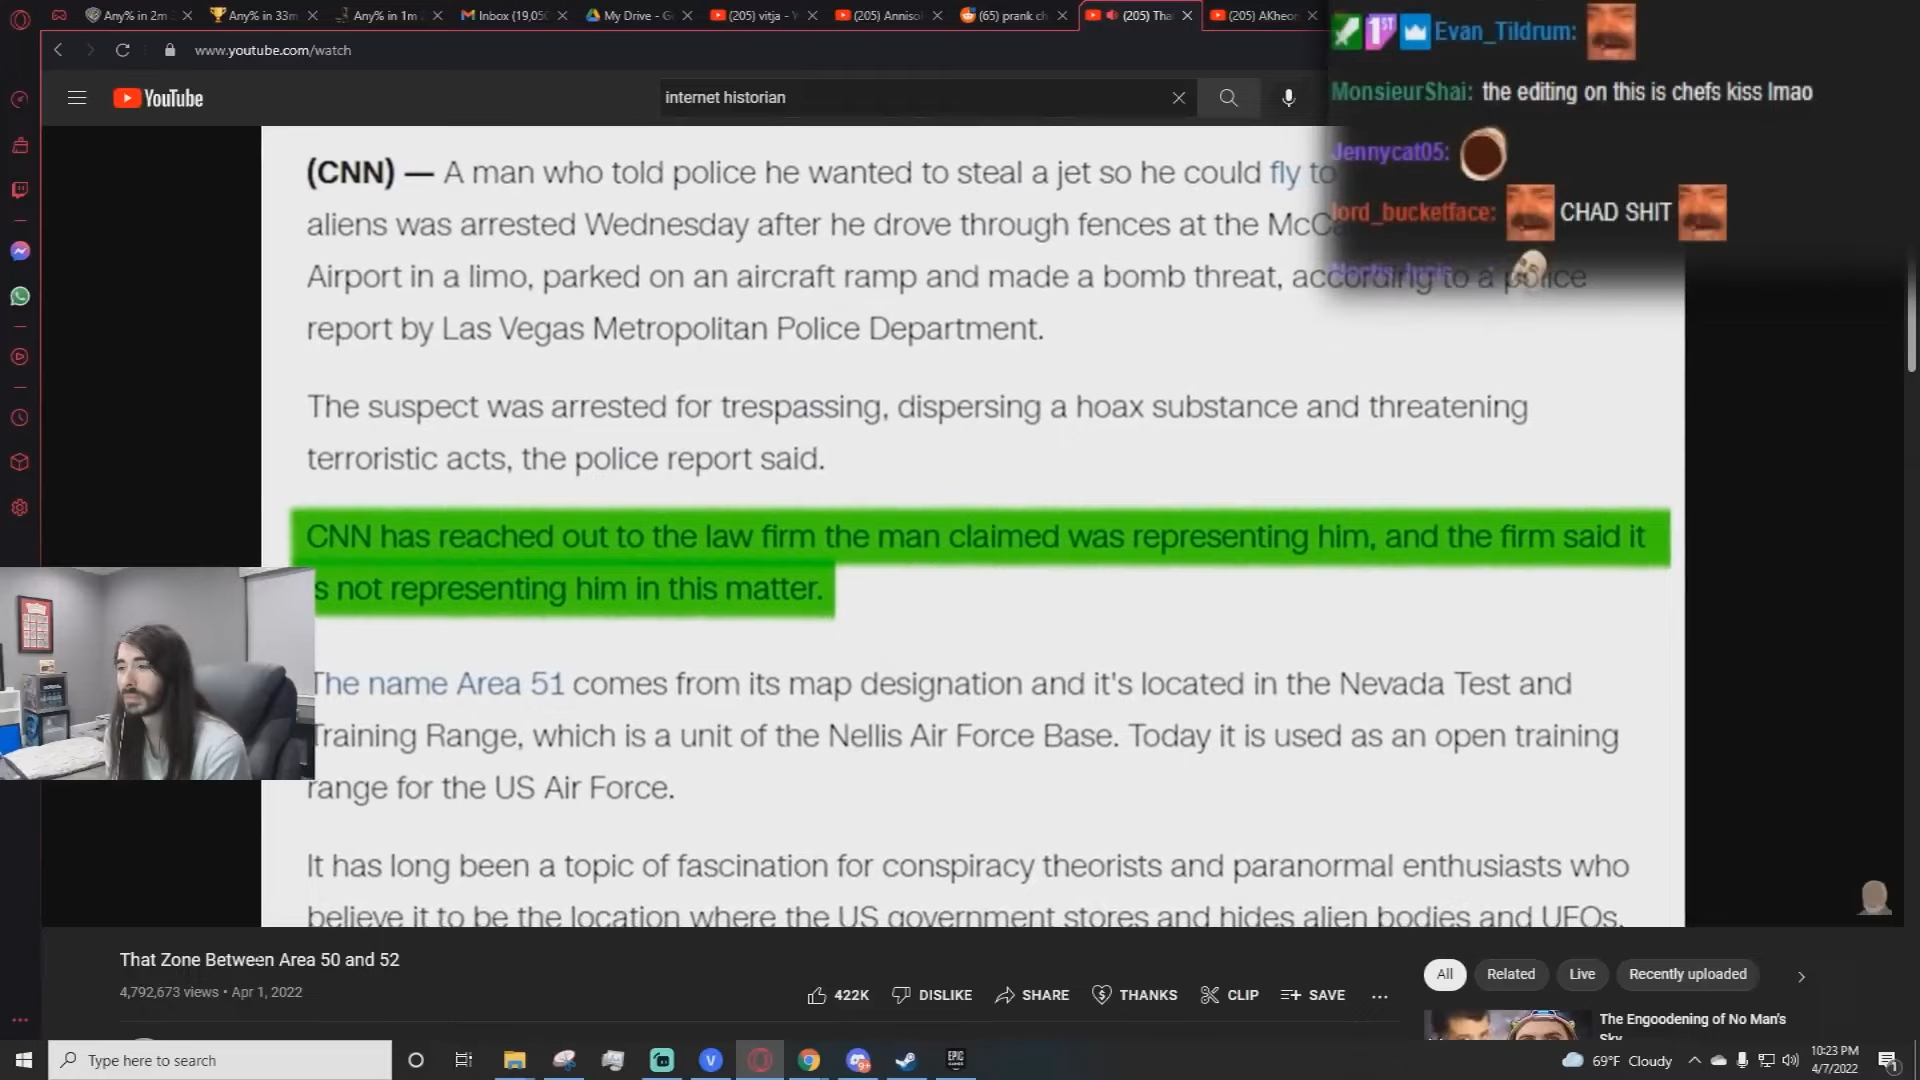 Any% in 2m
Any% in 33m
Any% in 1m
Inbox (19,05
My Drive - G
(205) vitja -
(205) Anniso
(65) prank ch
(205) Tha
(205) AKheo
www.youtube.com/watch
YouTube
internet historian
1ST Evan_Tildrum:
MonsieurShai: the editing on this is chefs kiss lmao
Jennycat05:
lord_bucketface: CHAD SHIT
(CNN) — A man who told police he wanted to steal a jet so he could fly to
aliens was arrested Wednesday after he drove through fences at the McCa
Airport in a limo, parked on an aircraft ramp and made a bomb threat, according to a police
report by Las Vegas Metropolitan Police Department.
The suspect was arrested for trespassing, dispersing a hoax substance and threatening
terroristic acts, the police report said.
CNN has reached out to the law firm the man claimed was representing him, and the firm said it
s not representing him in this matter.
The name Area 51 comes from its map designation and it's located in the Nevada Test and
Training Range, which is a unit of the Nellis Air Force Base. Today it is used as an open training
range for the US Air Force.
It has long been a topic of fascination for conspiracy theorists and paranormal enthusiasts who
believe it to be the location where the US government stores and hides alien bodies and UFOs.
That Zone Between Area 50 and 52
4,792,673 views • Apr 1, 2022
422K DISLIKE SHARE THANKS CLIP SAVE ...
All Related Live Recently uploaded
The Engoodening of No Man's
Sky
Type here to search
V
9+
EPIC
GAMES
69°F Cloudy
10:23 PM
4/7/2022
1